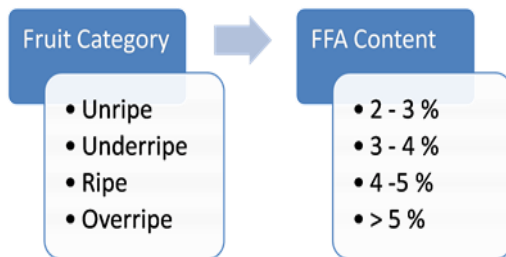 Fruit Category
• Unripe
• Underripe
• Ripe
• Overripe
FFA Content
• 2 - 3 %
• 3 - 4 %
• 4 -5 %
• > 5 %